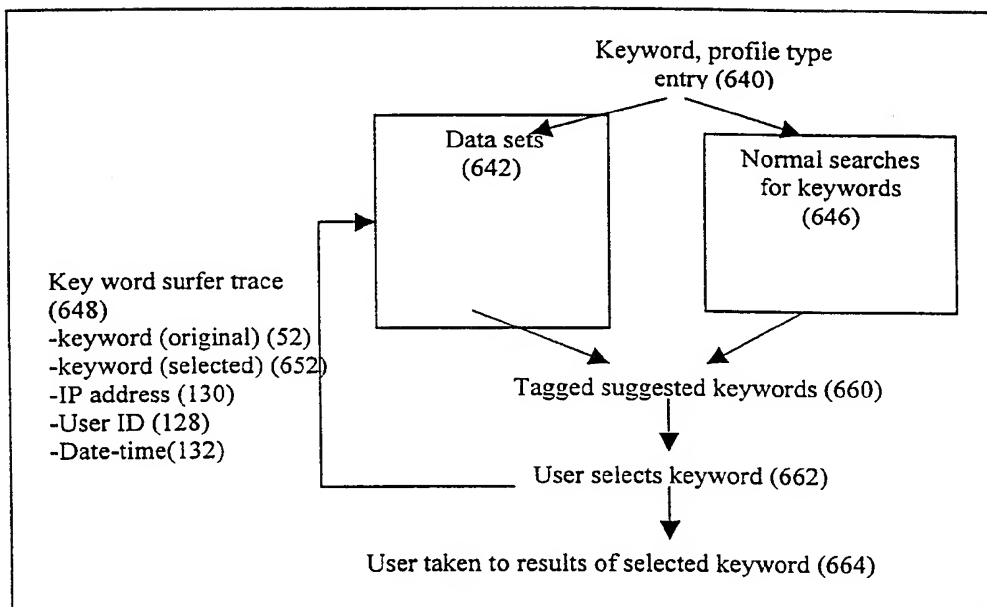 Keyword, profile type
entry (640)
Data sets
(642)
Normal searches
for keywords
(646)
Key word surfer trace
(648)
-keyword (original) (52)
-keyword (selected) (652)
-IP address (130)
-User ID (128)
-Date-time(132)
Tagged suggested keywords (660)
User selects keyword (662)
User taken to results of selected keyword (664)